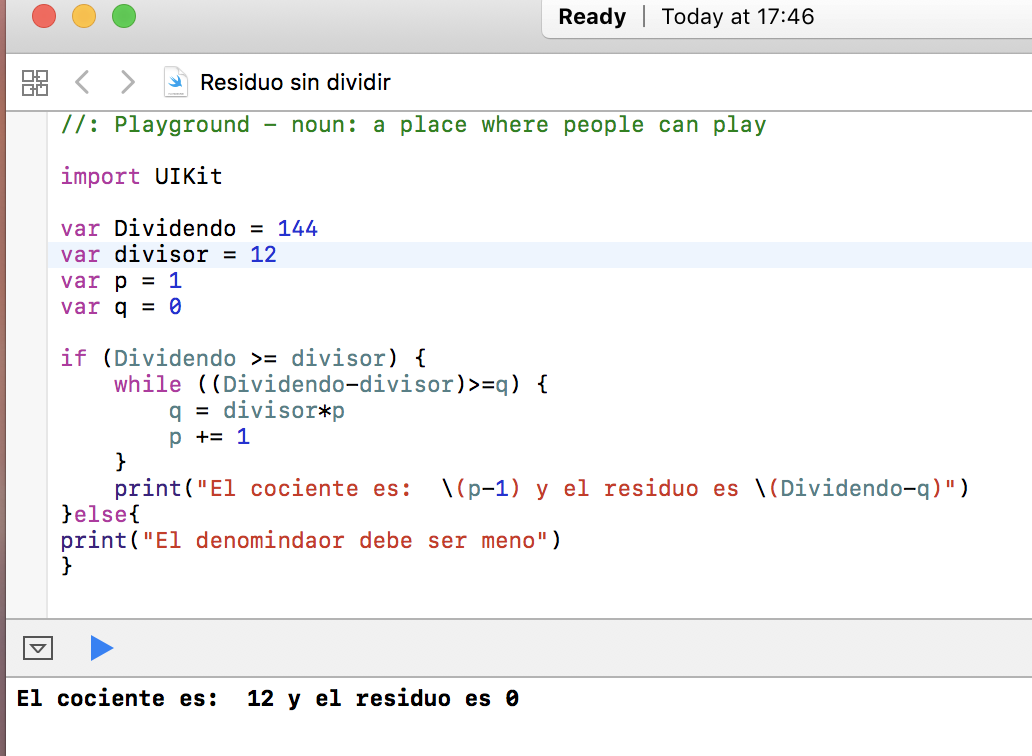 Ready | Today at 17:46
Residuo sin dividir
//: Playground - noun: a place where people can play
import UIKit
var Dividendo = 144
var divisor = 12
var p = 1
var q = 0
if (Dividendo >= divisor) {
    while ((Dividendo-divisor)>=q) {
        q = divisor*p
        p += 1
    }
    print("El cociente es:  \(p-1) y el residuo es \(Dividendo-q)")
}else{
print("El denomindaor debe ser meno")
}
El cociente es:  12 y el residuo es 0